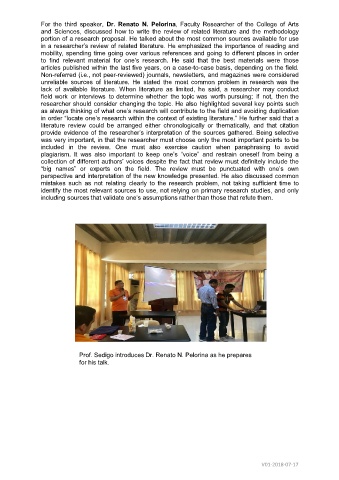 For the third speaker, Dr. Renato N. Pelorina, Faculty Researcher of the College of Arts
and Sciences, discussed how to write the review of related literature and the methodology
portion of a research proposal. He talked about the most common sources available for use
in a researcher's review of related literature. He emphasized the importance of reading and
mobility, spending time going over various references and going to different places in order
to find relevant material for one's research. He said that the best materials were those
articles published within the last five years, on a case-to-case basis, depending on the field.
Non-referred (i.e., not peer-reviewed) journals, newsletters, and magazines were considered
unreliable sources of literature. He stated the most common problem in research was the
lack of available literature. When literature as limited, he said, a researcher may conduct
field work or interviews to determine whether the topic was worth pursuing; if not, then the
researcher should consider changing the topic. He also highlighted several key points such
as always thinking of what one's research will contribute to the field and avoiding duplication
in order "locate one's research within the context of existing literature." He further said that a
literature review could be arranged either chronologically or thematically, and that citation
provide evidence of the researcher's interpretation of the sources gathered. Being selective
was very important, in that the researcher must choose only the most important points to be
included in the review. One must also exercise caution when paraphrasing to avoid
plagiarism. It was also important to keep one's "voice" and restrain oneself from being a
collection of different authors' voices despite the fact that review must definitely include the
"big names" or experts on the field. The review must be punctuated with one's own
perspective and interpretation of the new knowledge presented. He also discussed common
mistakes such as not relating clearly to the research problem, not taking sufficient time to
identify the most relevant sources to use, not relying on primary research studies, and only
including sources that validate one's assumptions rather than those that refute them.
Prof. Sedigo introduces Dr. Renato N. Pelorina as he prepares
for his talk.
V01-2018-07-17